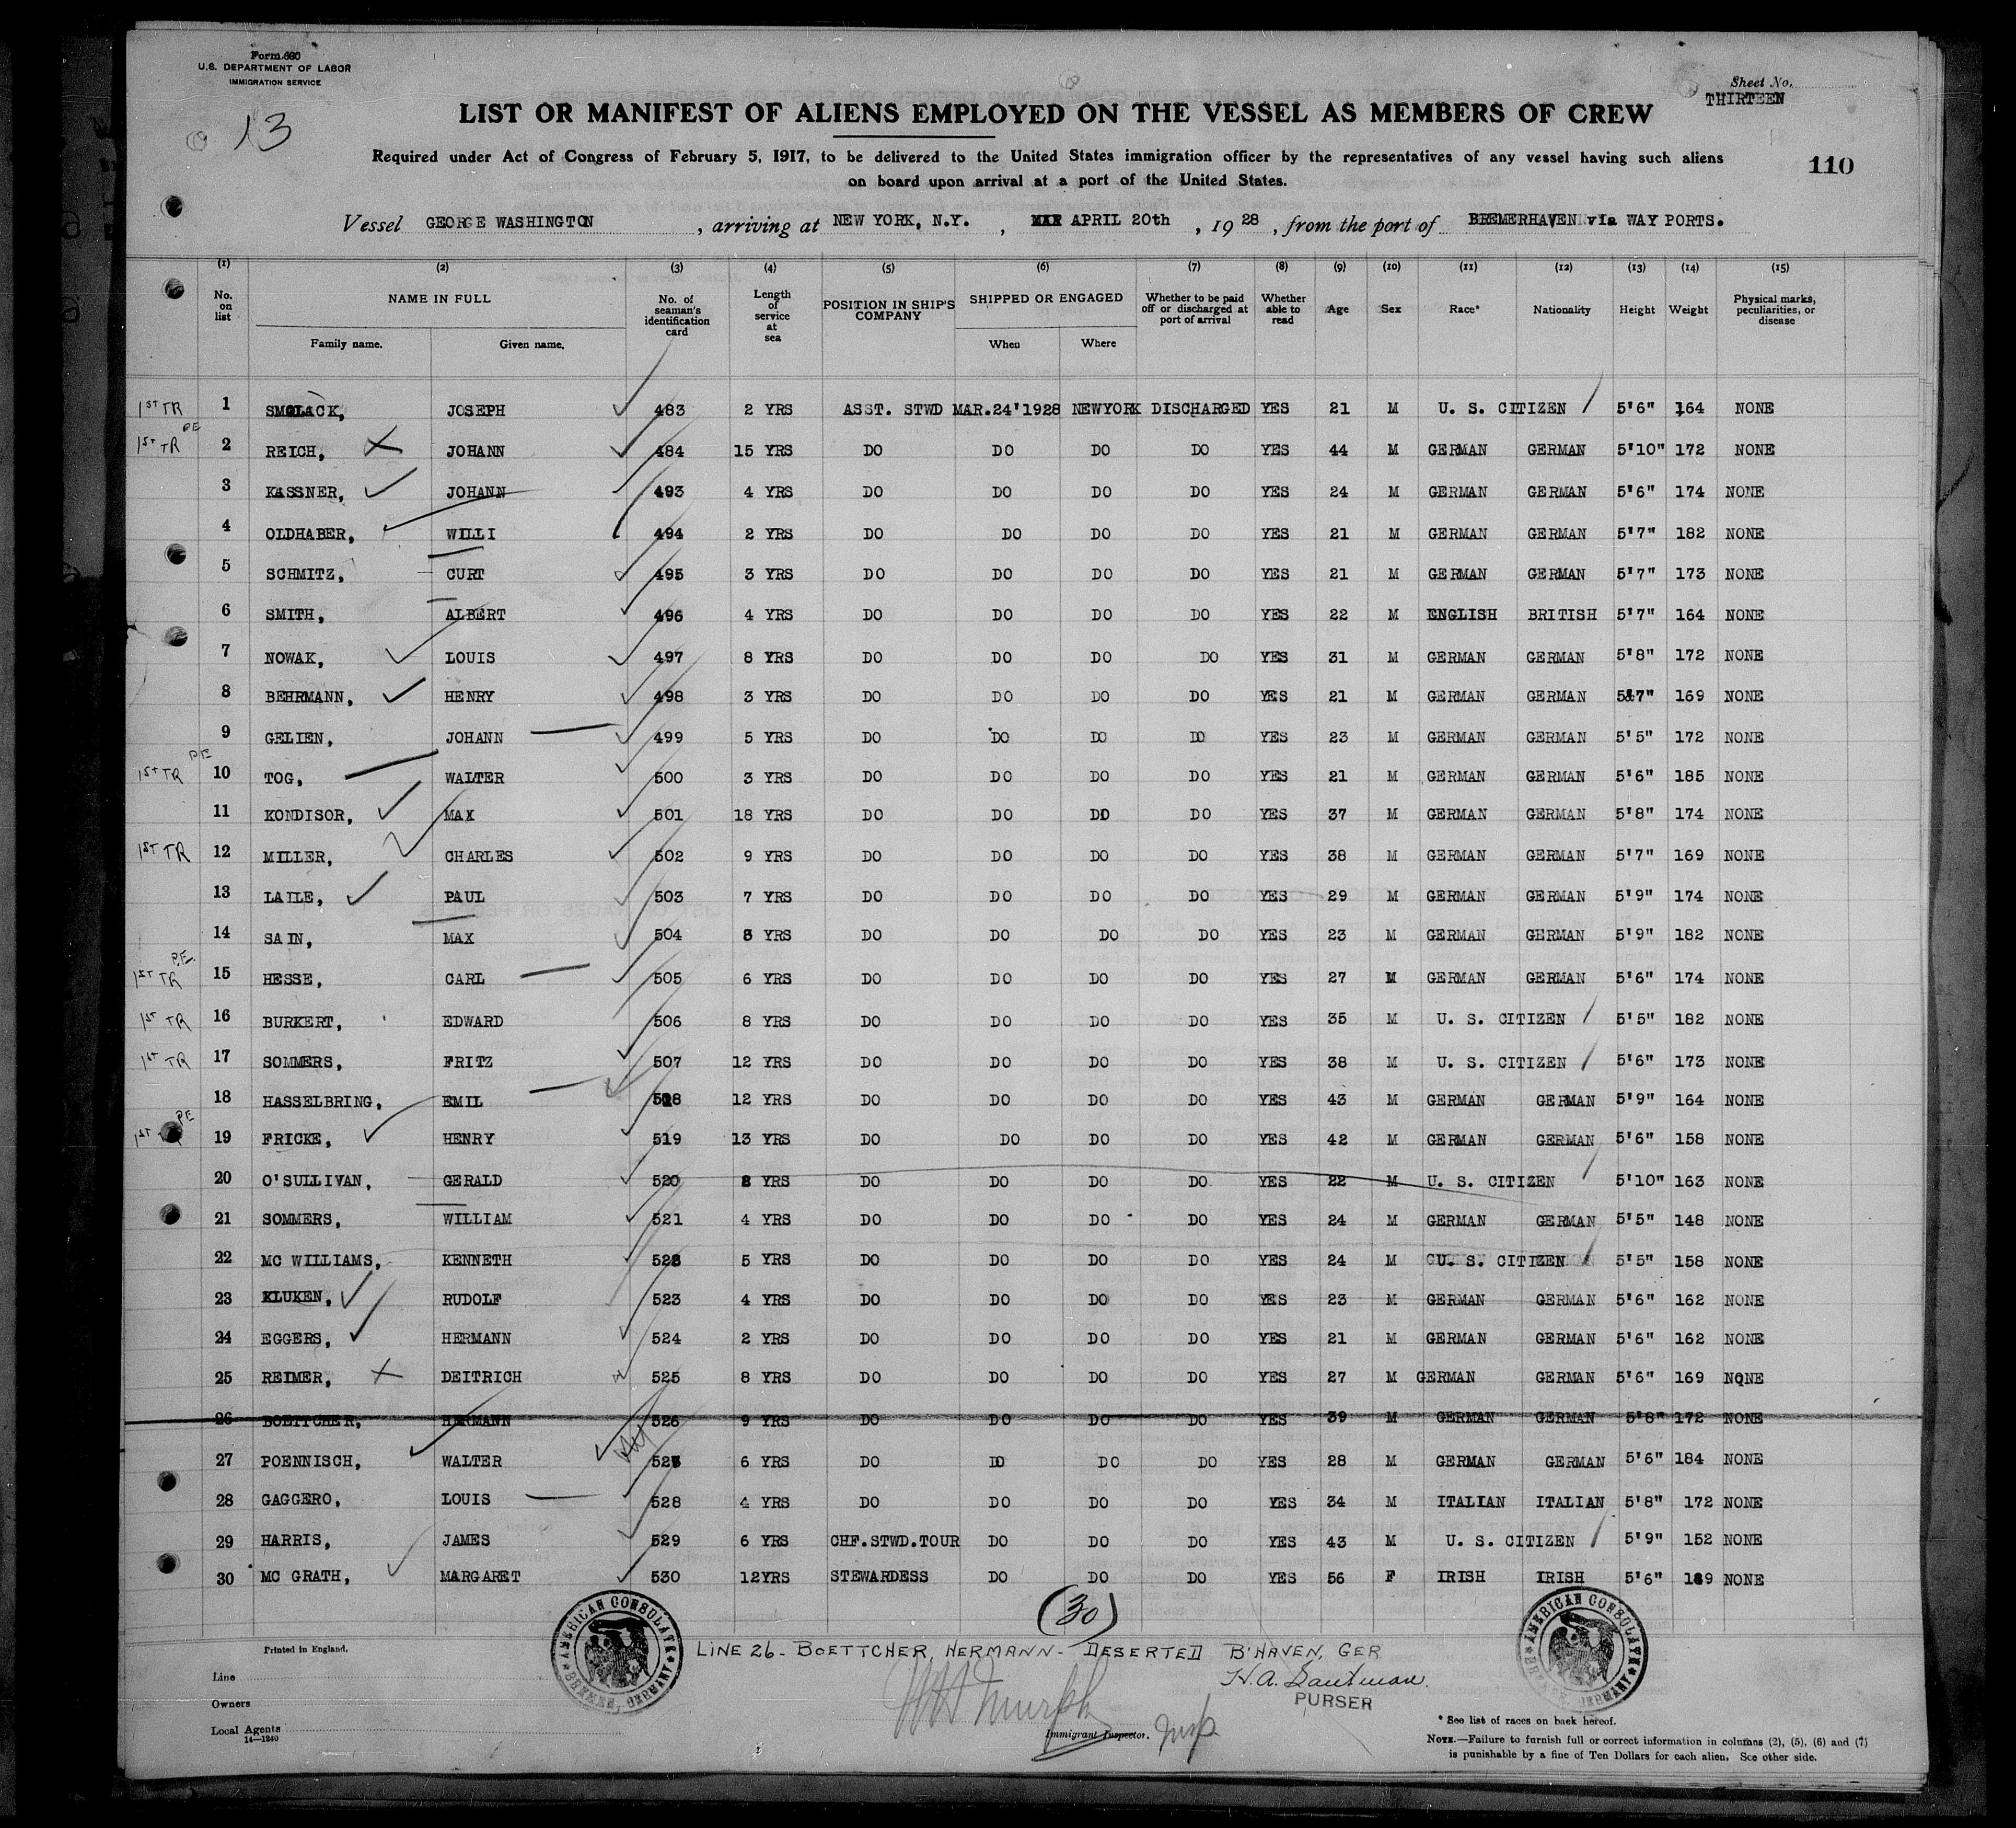 Form 680
U.S. DEPARTMENT OF LABOR
IMMIGRATION SERVICE
13
Sheet No.
THIRTEEN
LIST OR MANIFEST OF ALIENS EMPLOYED ON THE VESSEL AS MEMBERS OF CREW
Required under Act of Congress of February 5, 1917, to be delivered to the United States immigration officer by the representatives of any vessel having such aliens
on board upon arrival at a port of the United States.
110
Vessel GEORGE WASHINGTON, arriving at NEW YORK, N.Y., APRIL 20th, 1928, from the port of BREMERHAVEN via WAY PORTS.
(1) (2) (3) (4) (5) (6) (7) (8) (9) (10) (11) (12) (13) (14) (15)
No. on list NAME IN FULL No. of seaman's identification card Length of service at sea POSITION IN SHIP'S COMPANY SHIPPED OR ENGAGED Whether to be paid off or discharged at port of arrival Whether able to read Age Sex Race* Nationality Height Weight Physical marks, peculiarities, or disease
Family name. Given name. When Where
1ST TR 1 SMOLACK, JOSEPH 483 2 YRS ASST. STWD MAR.24'1928 NEWYORK DISCHARGED YES 21 M U. S. CITIZEN 5'6" 164 NONE
1ST TR PE 2 REICH, JOHANN 484 15 YRS DO DO DO DO YES 44 M GERMAN GERMAN 5'10" 172 NONE
3 KASSNER, JOHANN 493 4 YRS DO DO DO DO YES 24 M GERMAN GERMAN 5'6" 174 NONE
4 OLDHABER, WILLI 494 2 YRS DO DO DO DO YES 21 M GERMAN GERMAN 5'7" 182 NONE
5 SCHMITZ, CURT 495 3 YRS DO DO DO DO YES 21 M GERMAN GERMAN 5'7" 173 NONE
6 SMITH, ALBERT 496 4 YRS DO DO DO DO YES 22 M ENGLISH BRITISH 5'7" 164 NONE
7 NOWAK, LOUIS 497 8 YRS DO DO DO DO YES 31 M GERMAN GERMAN 5'8" 172 NONE
8 BEHRMANN, HENRY 498 3 YRS DO DO DO DO YES 21 M GERMAN GERMAN 5'7" 169 NONE
9 GELIEN, JOHANN 499 5 YRS DO DO DO DO YES 23 M GERMAN GERMAN 5'5" 172 NONE
1ST TR PE 10 TOG, WALTER 500 3 YRS DO DO DO DO YES 21 M GERMAN GERMAN 5'6" 185 NONE
11 KONDISOR, MAX 501 18 YRS DO DO DO DO YES 37 M GERMAN GERMAN 5'8" 174 NONE
1ST TR 12 MILLER, CHARLES 502 9 YRS DO DO DO DO YES 38 M GERMAN GERMAN 5'7" 169 NONE
13 LAILE, PAUL 503 7 YRS DO DO DO DO YES 29 M GERMAN GERMAN 5'9" 174 NONE
14 SAIN, MAX 504 YRS DO DO DO DO YES 23 M GERMAN GERMAN 5'9" 182 NONE
1ST TR P.E. 15 HESSE, CARL 505 6 YRS DO DO DO DO YES 27 M GERMAN GERMAN 5'6" 174 NONE
1ST TR 16 BURKERT, EDWARD 506 8 YRS DO DO DO DO YES 35 M U. S. CITIZEN 5'5" 182 NONE
1ST TR 17 SOMMERS, FRITZ 507 12 YRS DO DO DO DO YES 38 M U. S. CITIZEN 5'6" 173 NONE
18 HASSELBRING, EMIL 518 12 YRS DO DO DO DO YES 43 M GERMAN GERMAN 5'9" 164 NONE
1ST TR PE 19 FRICKE, HENRY 519 13 YRS DO DO DO DO YES 42 M GERMAN GERMAN 5'6" 158 NONE
20 O'SULLIVAN, GERALD 520 YRS DO DO DO DO YES 22 M U. S. CITIZEN 5'10" 163 NONE
21 SOMMERS, WILLIAM 521 4 YRS DO DO DO DO YES 24 M GERMAN GERMAN 5'5" 148 NONE
22 MC WILLIAMS, KENNETH 522 5 YRS DO DO DO DO YES 24 M U. S. CITIZEN 5'5" 158 NONE
23 KLUKEN, RUDOLF 523 4 YRS DO DO DO DO YES 23 M GERMAN GERMAN 5'6" 162 NONE
24 EGGERS, HERMANN 524 2 YRS DO DO DO DO YES 21 M GERMAN GERMAN 5'6" 162 NONE
25 REIMER, DEITRICH 525 8 YRS DO DO DO DO YES 27 M GERMAN GERMAN 5'6" 169 NONE
26 BOETTCHER, HERMANN 526 9 YRS DO DO DO DO YES 39 M GERMAN GERMAN 5'8" 172 NONE
27 POENNISCH, WALTER 527 6 YRS DO DO DO DO YES 28 M GERMAN GERMAN 5'6" 184 NONE
28 GAGGERO, LOUIS 528 4 YRS DO DO DO DO YES 34 M ITALIAN ITALIAN 5'8" 172 NONE
29 HARRIS, JAMES 529 6 YRS CHF.STWD.TOUR DO DO DO YES 43 M U. S. CITIZEN 5'9" 152 NONE
30 MC GRATH, MARGARET 530 12YRS STEWARDESS DO DO DO YES 56 F IRISH IRISH 5'6" 189 NONE
(30)
AMERICAN CONSULATE BREMEN, GERMANY
AMERICAN CONSULATE BREMEN, GERMANY
Printed in England.
LINE 26 - BOETTCHER, HERMANN - DESERTED B'HAVEN, GER
Line
H. A.
PURSER
Owners
Local Agents
14—1240
Immigrant Inspector.
* See list of races on back hereof.
NOTE.—Failure to furnish full or correct information in columns (2), (5), (6) and (7)
is punishable by a fine of Ten Dollars for each alien. See other side.